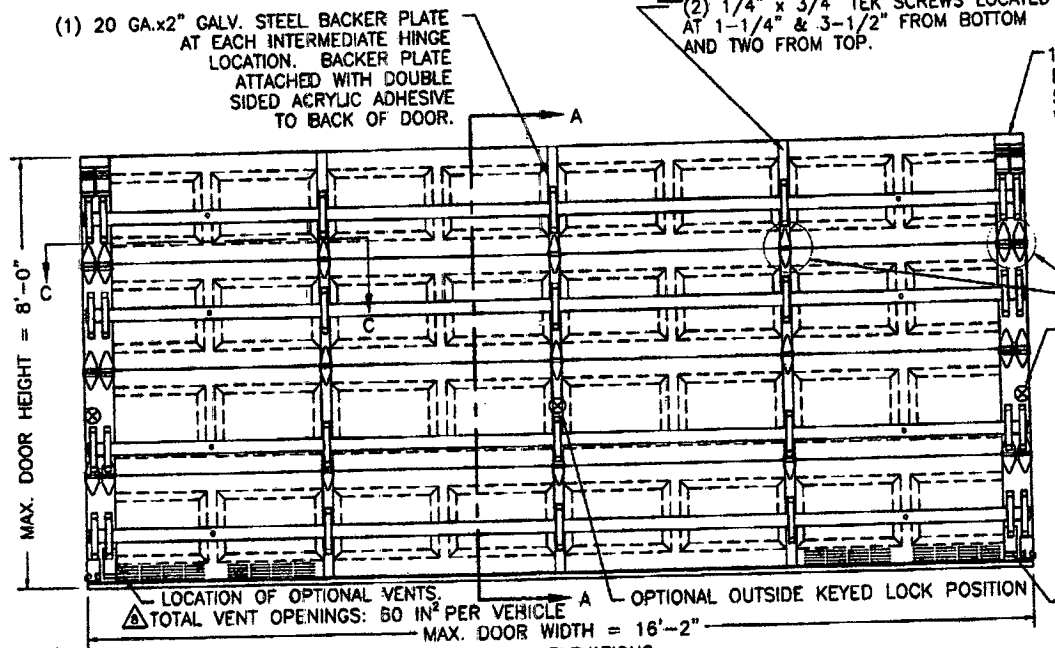 (1) 20 GA.x2" GALV. STEEL BACKER PLATE
AT EACH INTERMEDIATE HINGE
LOCATION. BACKER PLATE
ATTACHED WITH DOUBLE
SIDED ACRYLIC ADHESIVE
TO BACK OF DOOR.
(2) 1/4" x 3/4" TEK SCREWS LOCATED
AT 1-1/4" & 3-1/2" FROM BOTTOM
AND TWO FROM TOP.
A
C
C
MAX. DOOR HEIGHT = 8'-0"
LOCATION OF OPTIONAL VENTS.
TOTAL VENT OPENINGS: 60 IN² PER VEHICLE
A
OPTIONAL OUTSIDE KEYED LOCK POSITION
MAX. DOOR WIDTH = 16'-2"